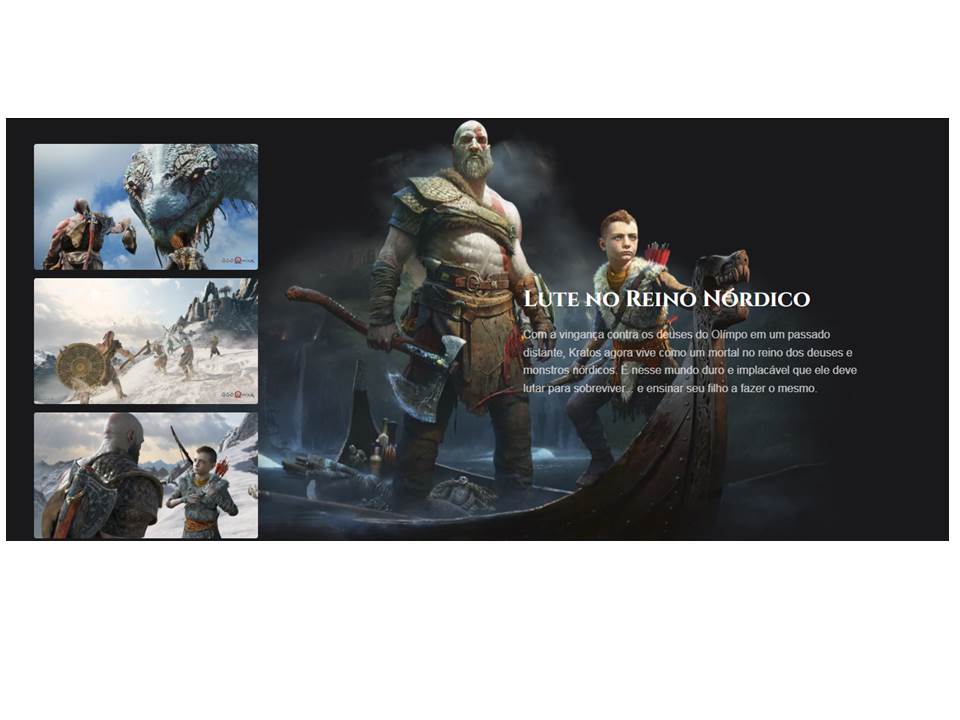 Lute no Reino Nórdico
Com a vingança contra os deuses do Olímpo em um passado
distante, Kratos agora vive como um mortal no reino dos deuses e
monstros nórdicos. É nesse mundo duro e implacável que ele deve
lutar para sobreviver... e ensinar seu filho a fazer o mesmo.